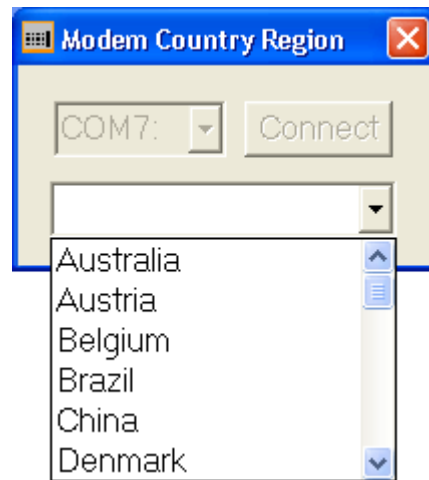 Modem Country Region
COM7: Connect
Australia
Austria
Belgium
Brazil
China
Denmark